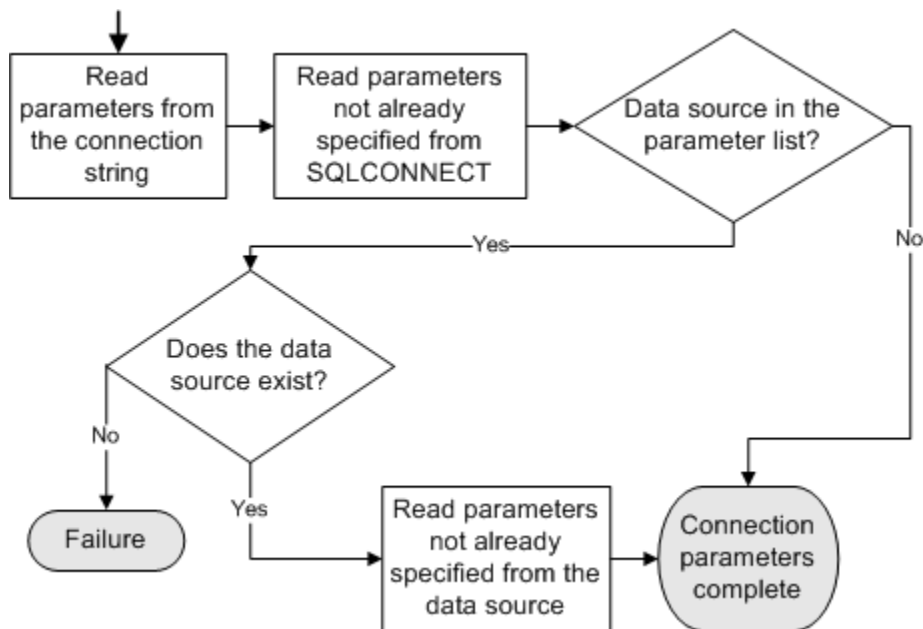 Read
parameters from
the connection
string
Read parameters
not already
specified from
SQLCONNECT
Data source in the
parameter list?
Yes
No
Does the data
source exist?
No
Yes
Failure
Read parameters
not already
specified from the
data source
Connection
parameters
complete